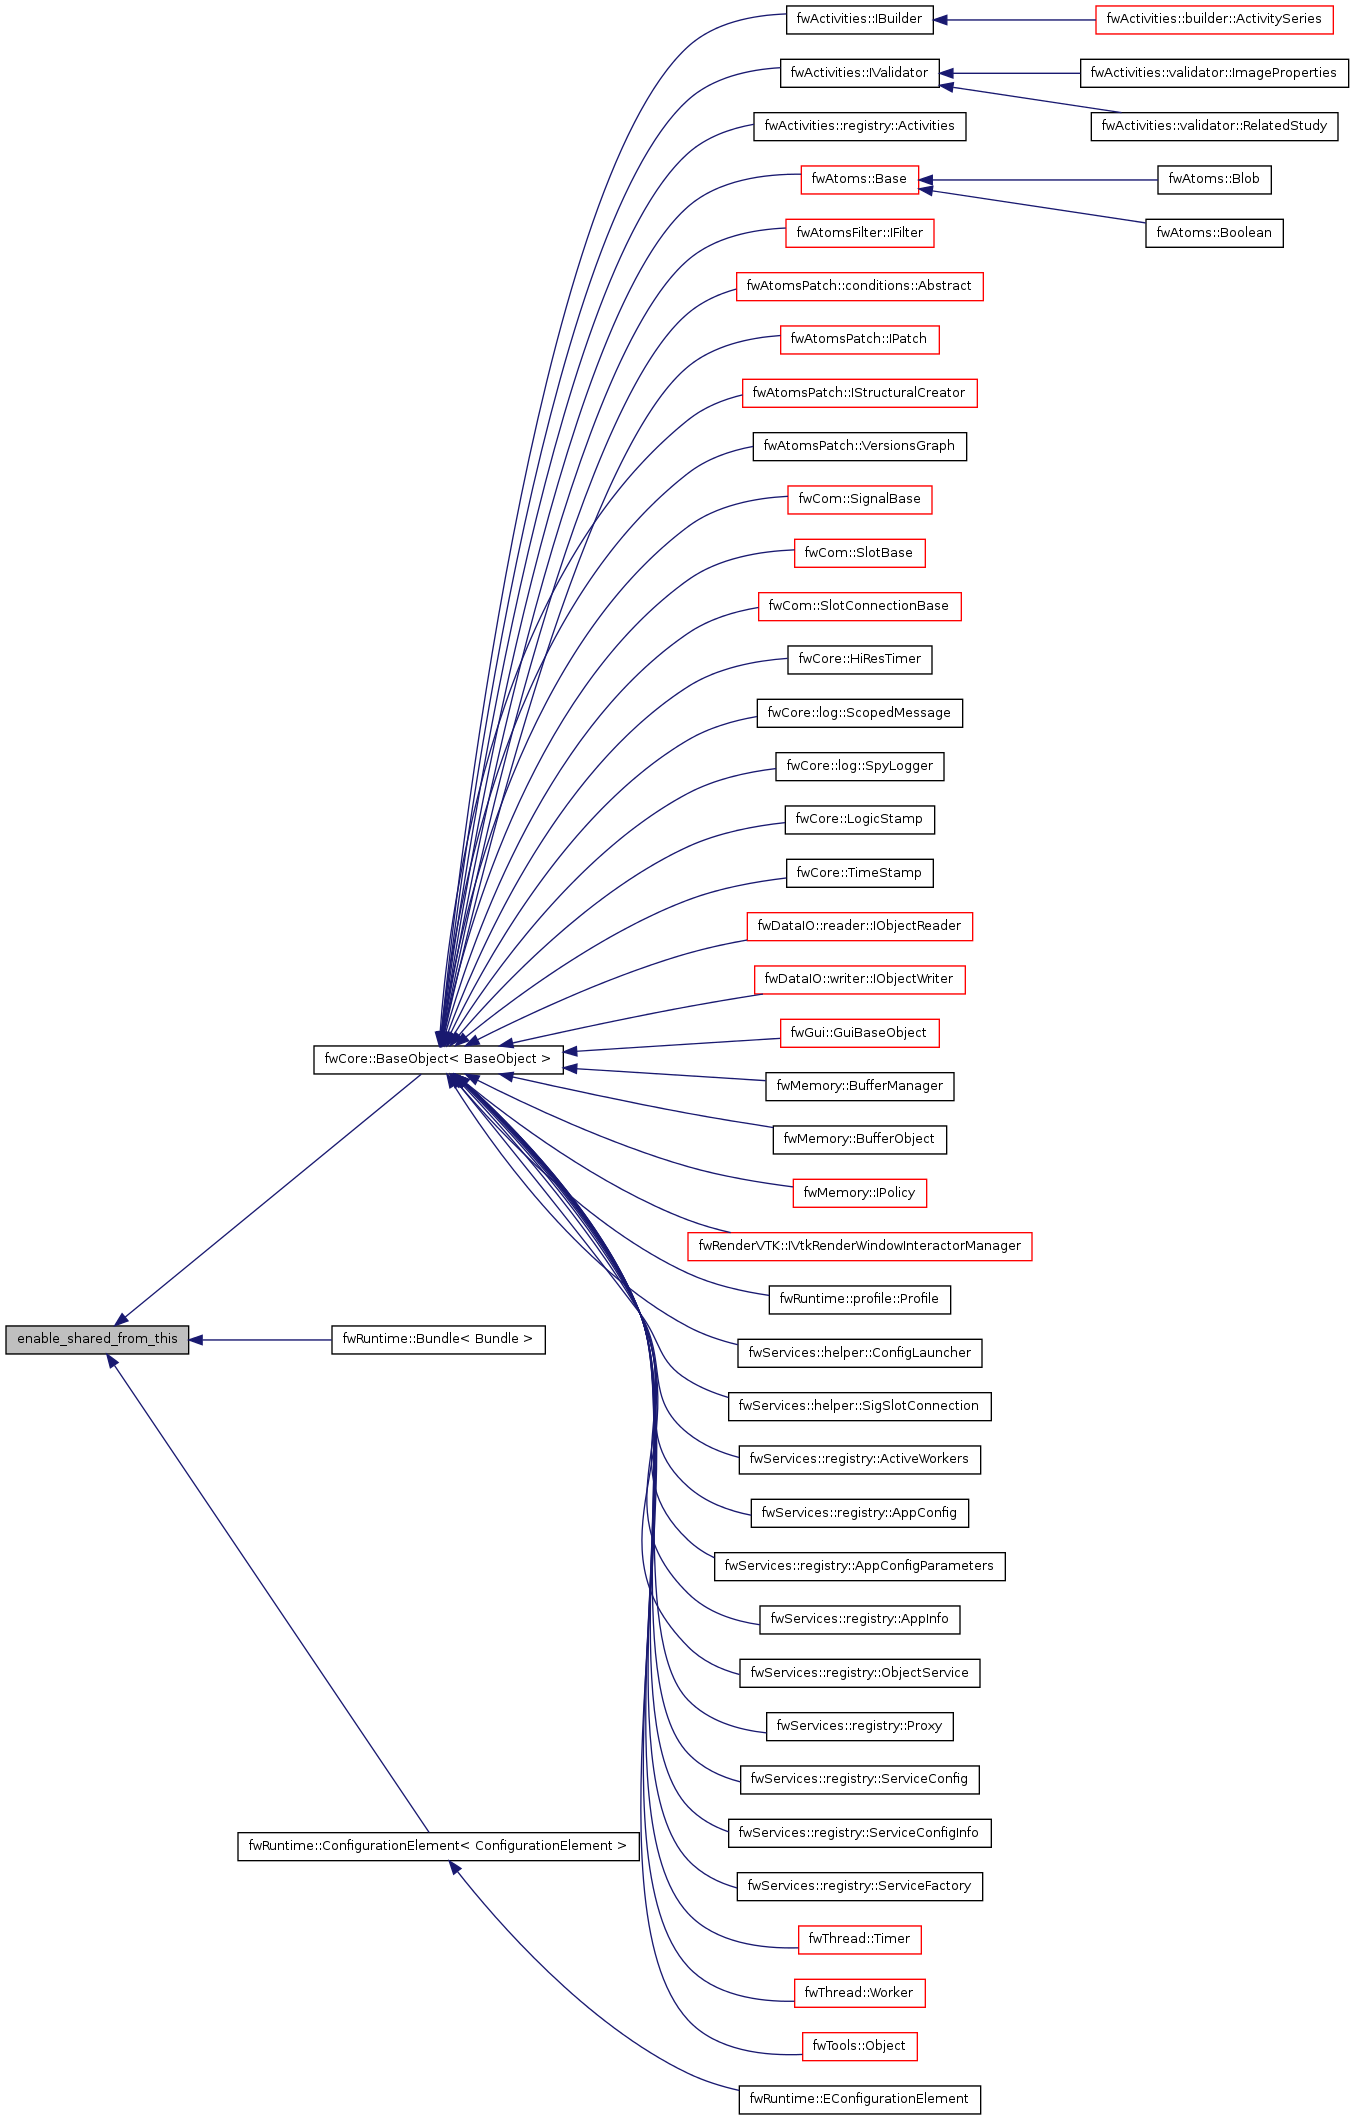 fwActivities::IBuilder
fwActivities::builder::ActivitySeries
fwActivities::IValidator
fwActivities::validator::ImageProperties
fwActivities::registry::Activities
fwActivities::validator::RelatedStudy
fwAtoms::Base
fwAtoms::Blob
fwAtomsFilter::IFilter
fwAtoms::Boolean
fwAtomsPatch::conditions::Abstract
fwAtomsPatch::IPatch
fwAtomsPatch::IStructuralCreator
fwAtomsPatch::VersionsGraph
fwCom::SignalBase
fwCom::SlotBase
fwCom::SlotConnectionBase
fwCore::HiResTimer
fwCore::log::ScopedMessage
fwCore::log::SpyLogger
fwCore::LogicStamp
fwCore::TimeStamp
fwDataIO::reader::IObjectReader
fwDataIO::writer::IObjectWriter
fwGui::GuiBaseObject
fwCore::BaseObject< BaseObject >
fwMemory::BufferManager
fwMemory::BufferObject
fwMemory::IPolicy
fwRenderVTK::IVtkRenderWindowInteractorManager
fwRuntime::profile::Profile
enable_shared_from_this
fwRuntime::Bundle< Bundle >
fwServices::helper::ConfigLauncher
fwServices::helper::SigSlotConnection
fwServices::registry::ActiveWorkers
fwServices::registry::AppConfig
fwServices::registry::AppConfigParameters
fwServices::registry::AppInfo
fwServices::registry::ObjectService
fwServices::registry::Proxy
fwServices::registry::ServiceConfig
fwServices::registry::ServiceConfigInfo
fwRuntime::ConfigurationElement< ConfigurationElement >
fwServices::registry::ServiceFactory
fwThread::Timer
fwThread::Worker
fwTools::Object
fwRuntime::EConfigurationElement